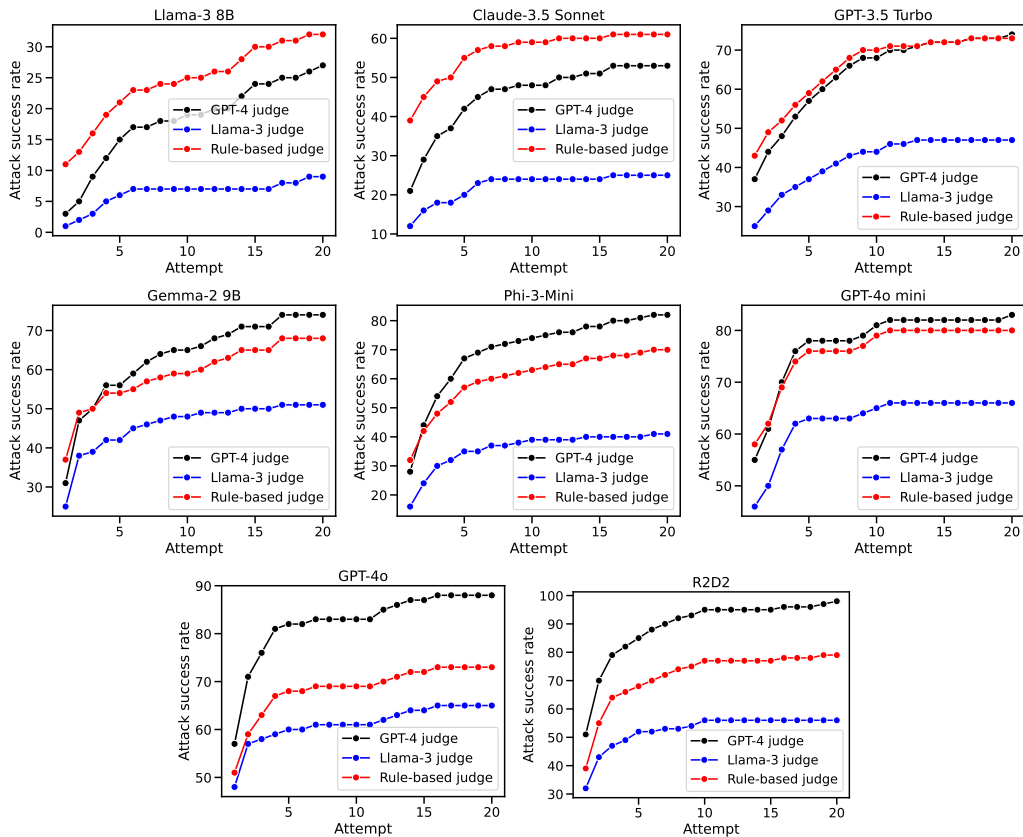 Llama-3 8B
Attack success rate
30
25
20
15
10
5
0
5
10
15
20
Attempt
GPT-4 judge
Llama-3 judge
Rule-based judge
Claude-3.5 Sonnet
Attack success rate
60
50
40
30
20
10
5
10
15
20
Attempt
GPT-4 judge
Llama-3 judge
Rule-based judge
GPT-3.5 Turbo
Attack success rate
70
60
50
40
30
5
10
15
20
Attempt
GPT-4 judge
Llama-3 judge
Rule-based judge
Gemma-2 9B
Attack success rate
70
60
50
40
30
5
10
15
20
Attempt
GPT-4 judge
Llama-3 judge
Rule-based judge
Phi-3-Mini
Attack success rate
80
70
60
50
40
30
20
5
10
15
20
Attempt
GPT-4 judge
Llama-3 judge
Rule-based judge
GPT-4o mini
Attack success rate
80
70
60
50
5
10
15
20
Attempt
GPT-4 judge
Llama-3 judge
Rule-based judge
GPT-4o
Attack success rate
90
80
70
60
50
5
10
15
20
Attempt
GPT-4 judge
Llama-3 judge
Rule-based judge
R2D2
Attack success rate
100
90
80
70
60
50
40
30
5
10
15
20
Attempt
GPT-4 judge
Llama-3 judge
Rule-based judge